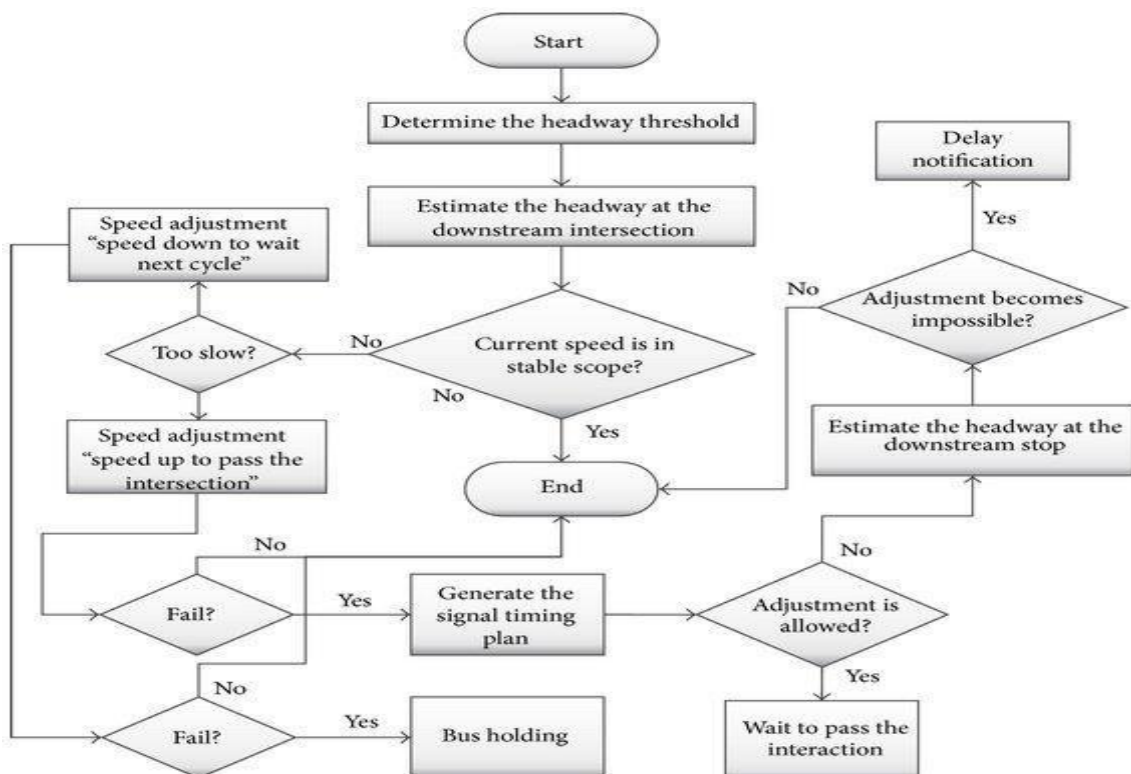 Start
Determine the headway threshold
Delay
notification
Estimate the headway at the
downstream intersection
Yes
Speed adjustment
“speed down to wait
next cycle”
No
Adjustment becomes
impossible?
Too slow?
No
Current speed is in
stable scope?
No
Yes
Speed adjustment
“speed up to pass the
intersection”
Estimate the headway at the
downstream stop
End
No
No
Fail?
Yes
Generate the
signal timing
plan
Adjustment is
allowed?
No
Yes
Fail?
Yes
Bus holding
Wait to pass the
interaction